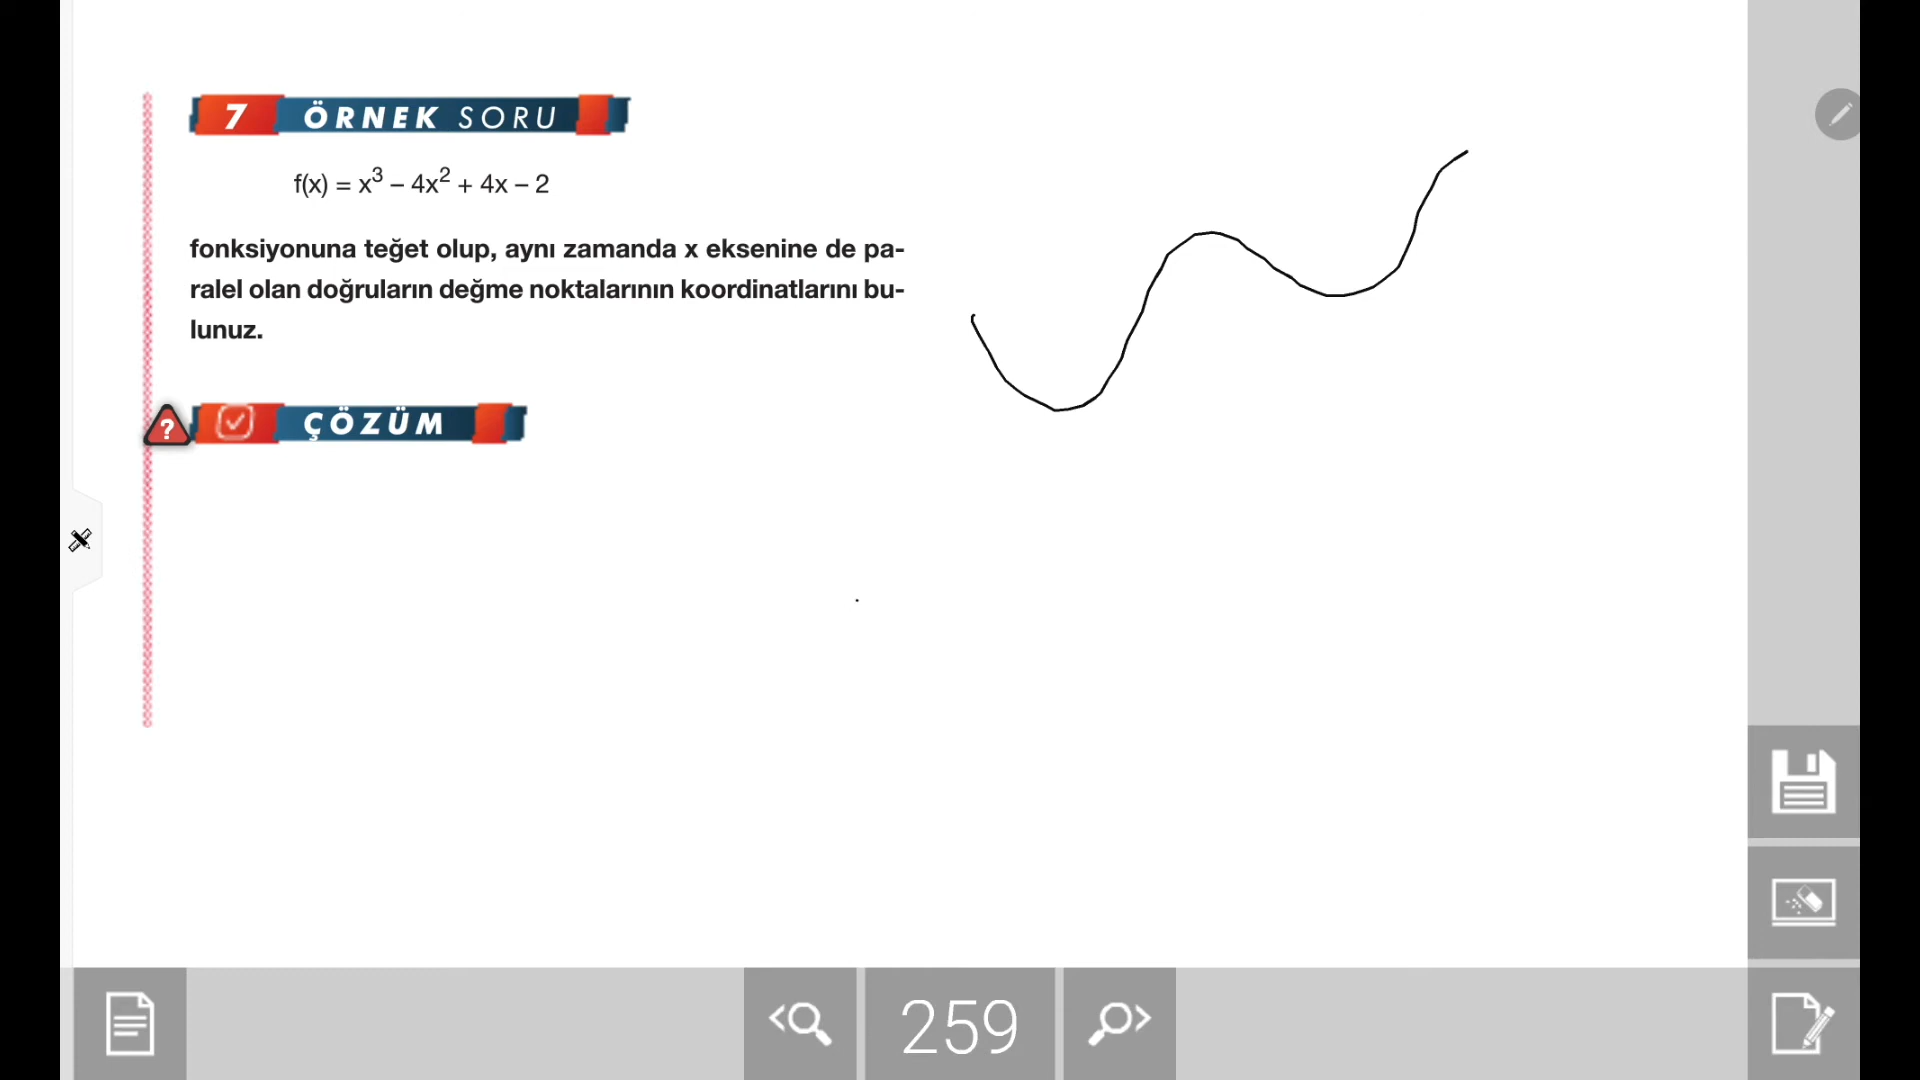 7 ÖRNEK SORU
f(x) = x³ – 4x² + 4x – 2
fonksiyonuna teğet olup, aynı zamanda x eksenine de pa-
ralel olan doğruların değme noktalarının koordinatlarını bu-
lunuz.
? ÇÖZÜM
259